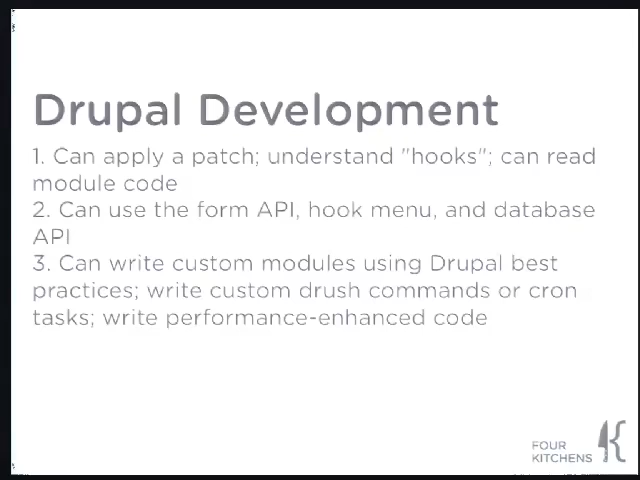 Drupal Development
1. Can apply a patch; understand "hooks"; can read
module code
2. Can use the form API, hook menu, and database
API
3. Can write custom modules using Drupal best
practices; write custom drush commands or cron
tasks; write performance-enhanced code
FOUR
KITCHENS